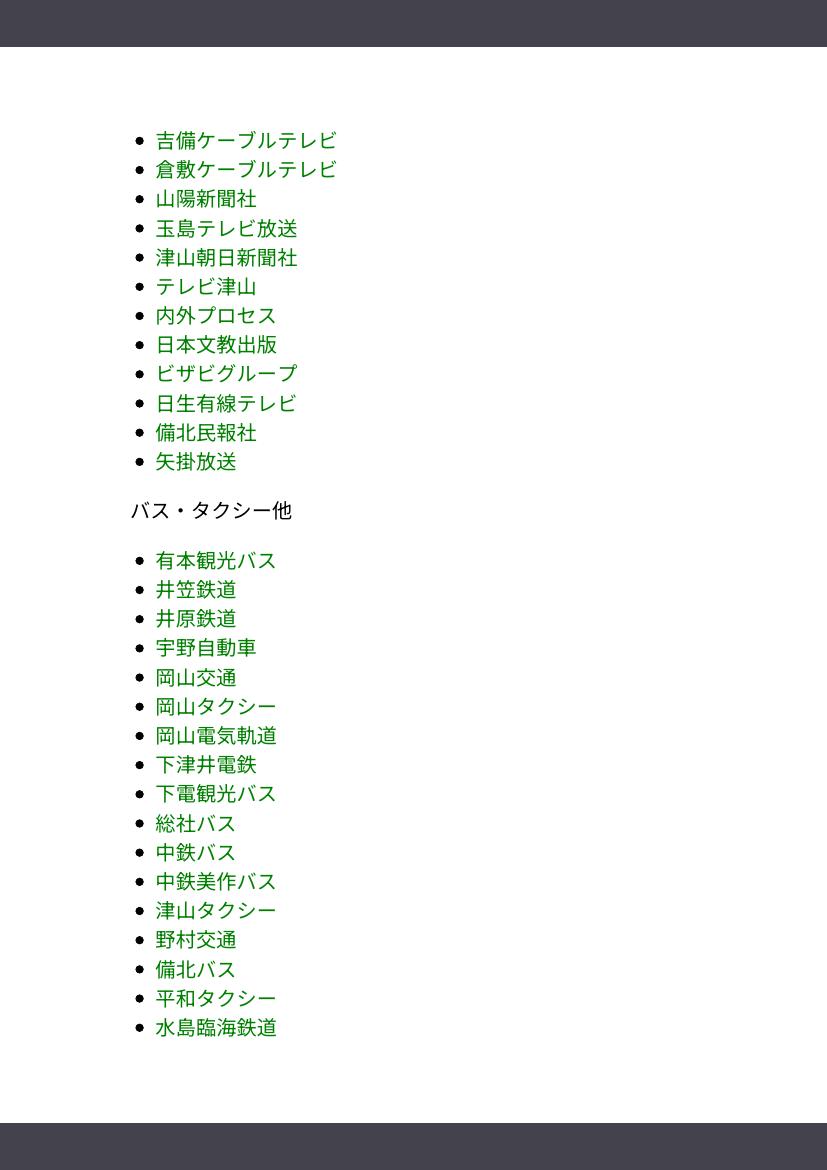 吉備ケーブルテレビ
倉敷ケーブルテレビ
山陽新聞社
玉島テレビ放送
津山朝日新聞社
テレビ津山
内外プロセス
日本文教出版
ビザビグループ
日生有線テレビ
備北民報社
矢掛放送
バス・タクシー他
有本観光バス
井笠鉄道
井原鉄道
宇野自動車
岡山交通
岡山タクシー
岡山電気軌道
下津井電鉄
下電観光バス
総社バス
中鉄バス
中鉄美作バス
津山タクシー
野村交通
備北バス
平和タクシー
水島臨海鉄道